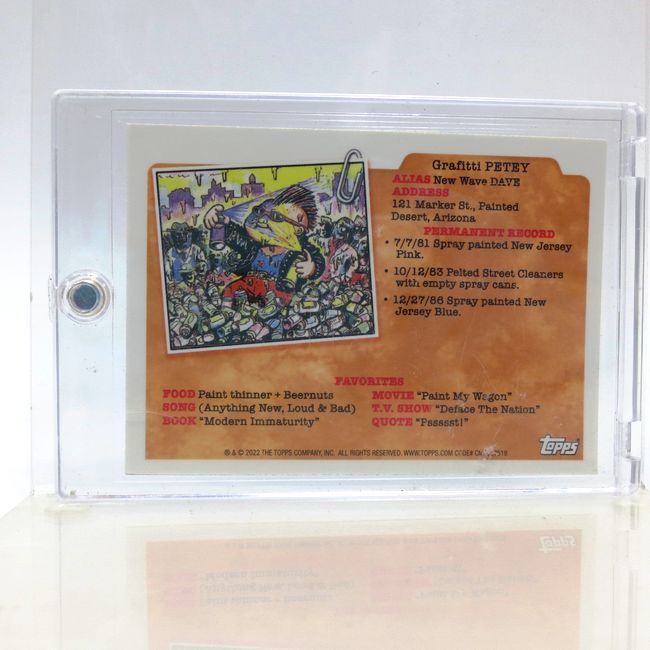 Grafitti PETEY
ALIAS New Wave DAVE
ADDRESS
121 Marker St., Painted
Desert, Arizona
PERMANENT RECORD
• 7/7/81 Spray painted New Jersey
Pink.
• 10/12/83 Pelted Street Cleaners
with empty spray cans.
• 12/27/86 Spray painted New
Jersey Blue.
FAVORITES
FOOD Paint thinner + Beernuts
SONG (Anything New, Loud & Bad)
BOOK "Modern Immaturity"
MOVIE "Paint My Wagon"
T.V. SHOW "Deface The Nation"
QUOTE "Pssssst!"
topps
® & © 2022 THE TOPPS COMPANY, INC. ALL RIGHTS RESERVED. WWW.TOPPS.COM CODE#